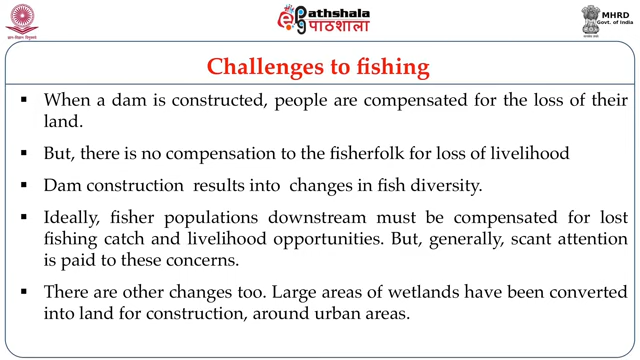 Pathshala
पाठशाला
MHRD
Govt. of India
Challenges to fishing
▪ When a dam is constructed, people are compensated for the loss of their
land.
▪ But, there is no compensation to the fisherfolk for loss of livelihood
▪ Dam construction results into changes in fish diversity.
▪ Ideally, fisher populations downstream must be compensated for lost
fishing catch and livelihood opportunities. But, generally, scant attention
is paid to these concerns.
▪ There are other changes too. Large areas of wetlands have been converted
into land for construction, around urban areas.